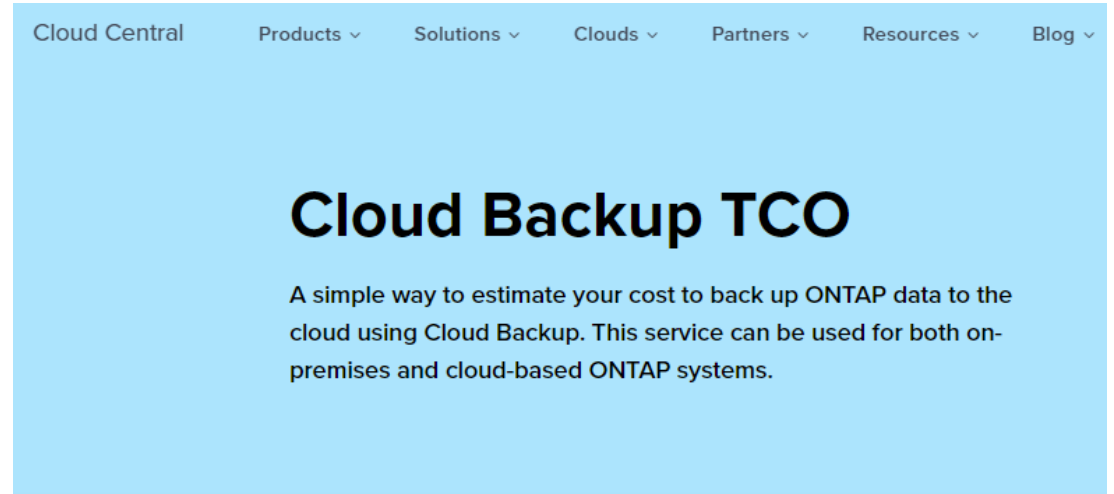 Cloud Central Products Solutions Clouds Partners Resources Blog
Cloud Backup TCO
A simple way to estimate your cost to back up ONTAP data to the
cloud using Cloud Backup. This service can be used for both on-
premises and cloud-based ONTAP systems.